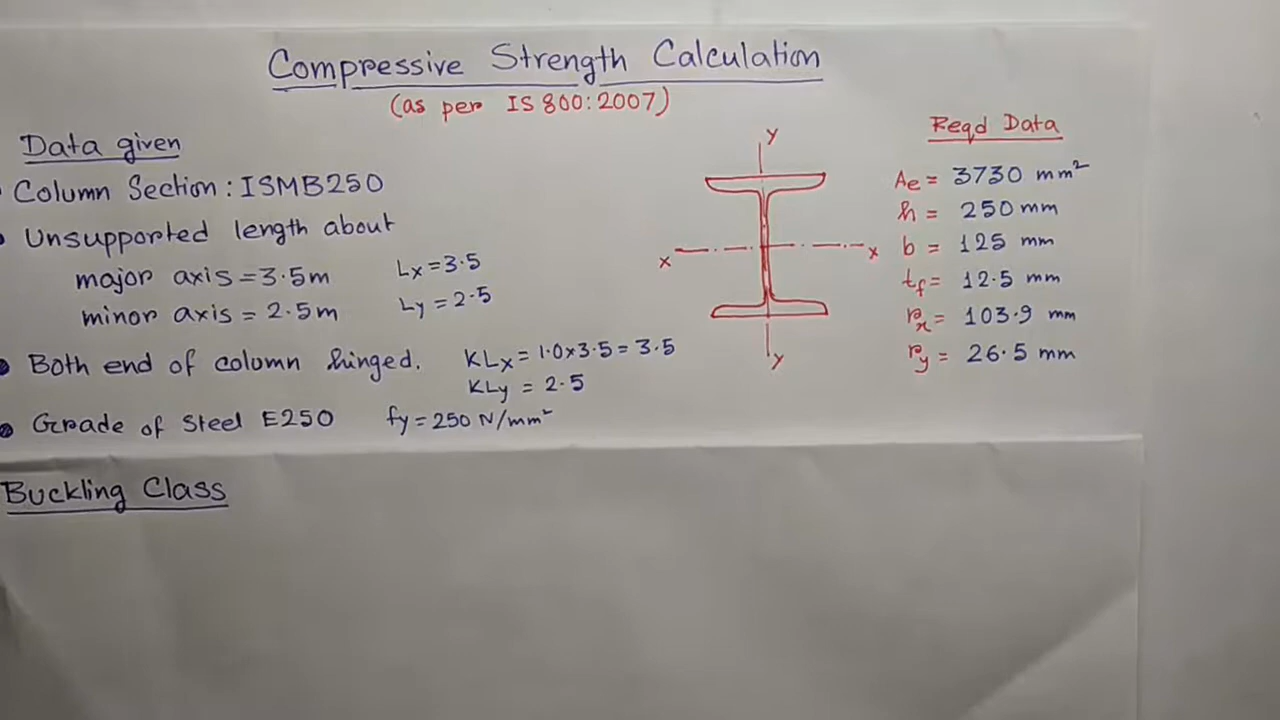 Compressive Strength Calculation
(as per IS 800:2007)
Data given
Column Section: ISMB250
Unsupported length about
major axis = 3.5m Lx = 3.5
minor axis = 2.5m Ly = 2.5
Both end of column hinged. KLx = 1.0x3.5 = 3.5
KLy = 2.5
Grade of Steel E250 fy = 250 N/mm²
y
x x
y
Reqd Data
Ae = 3730 mm²
h = 250 mm
b = 125 mm
tf = 12.5 mm
rx = 103.9 mm
ry = 26.5 mm
Buckling Class